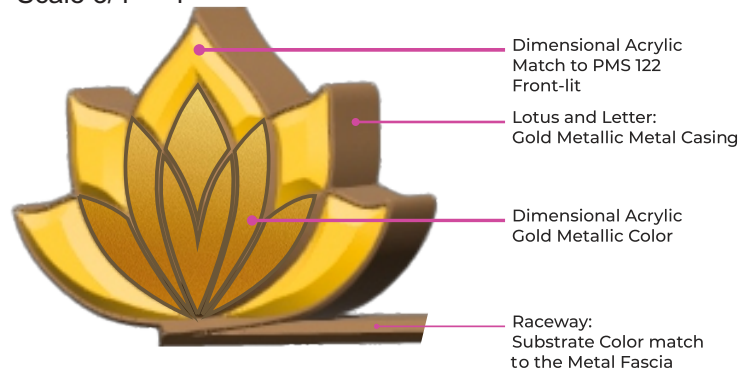 Dimensional Acrylic
Match to PMS 122
Front-lit
Lotus and Letter:
Gold Metallic Metal Casing
Dimensional Acrylic
Gold Metallic Color
Raceway:
Substrate Color match
to the Metal Fascia